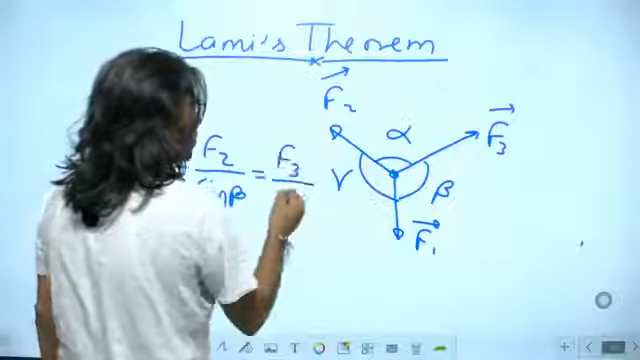 Lami's Theorem
F₂
α
F₃
F₂/sinβ = F₃/
γ
β
F₁